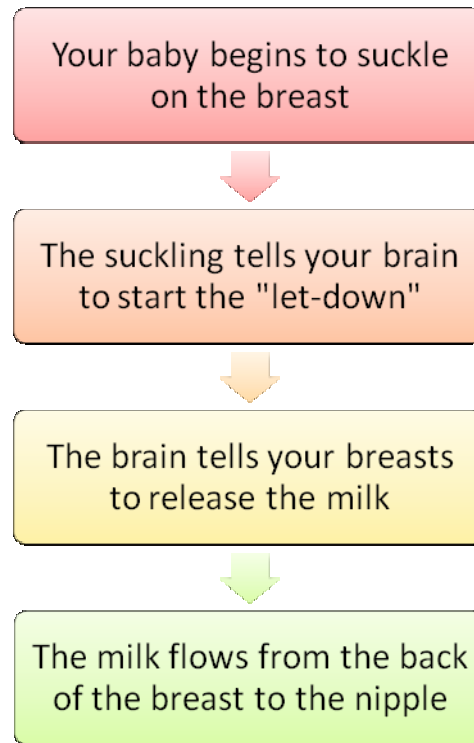 Your baby begins to suckle
on the breast
The suckling tells your brain
to start the "let-down"
The brain tells your breasts
to release the milk
The milk flows from the back
of the breast to the nipple